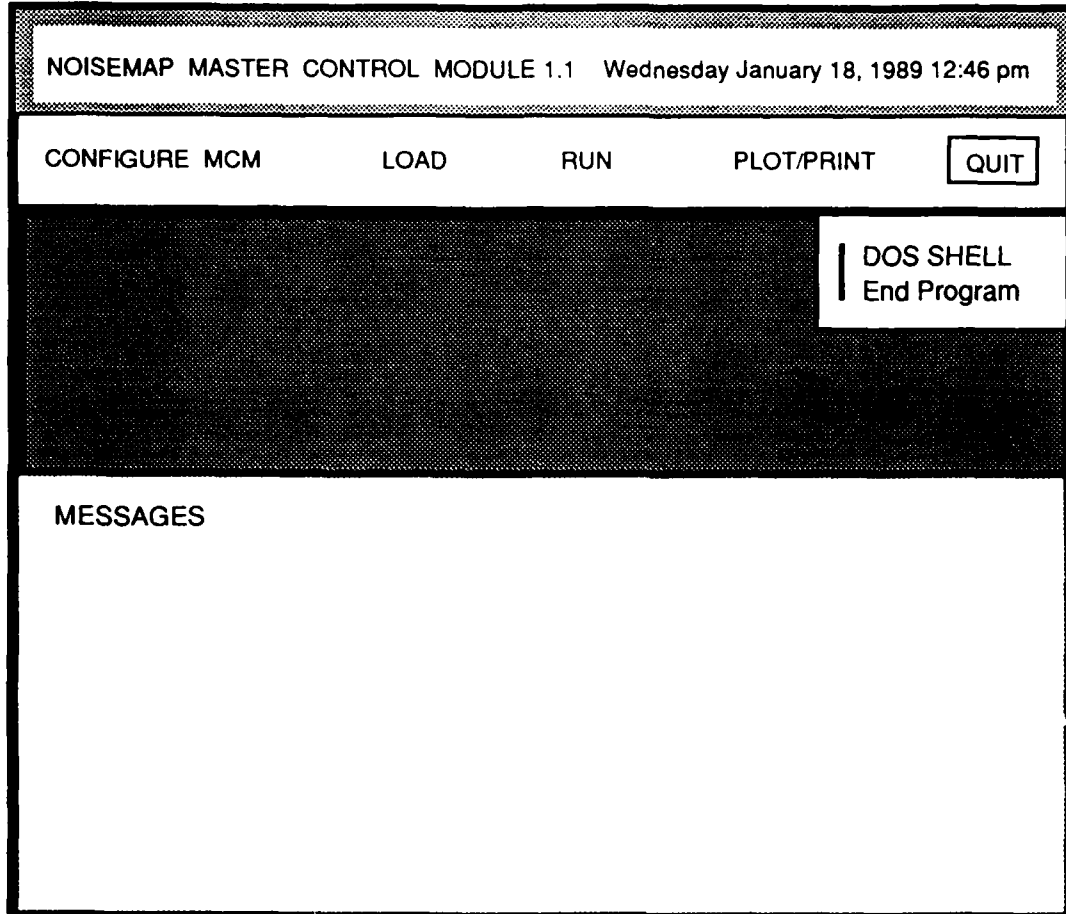 NOISEMAP MASTER CONTROL MODULE 1.1 Wednesday January 18, 1989 12:46 pm
CONFIGURE MCM LOAD RUN PLOT/PRINT QUIT
DOS SHELL
End Program
MESSAGES